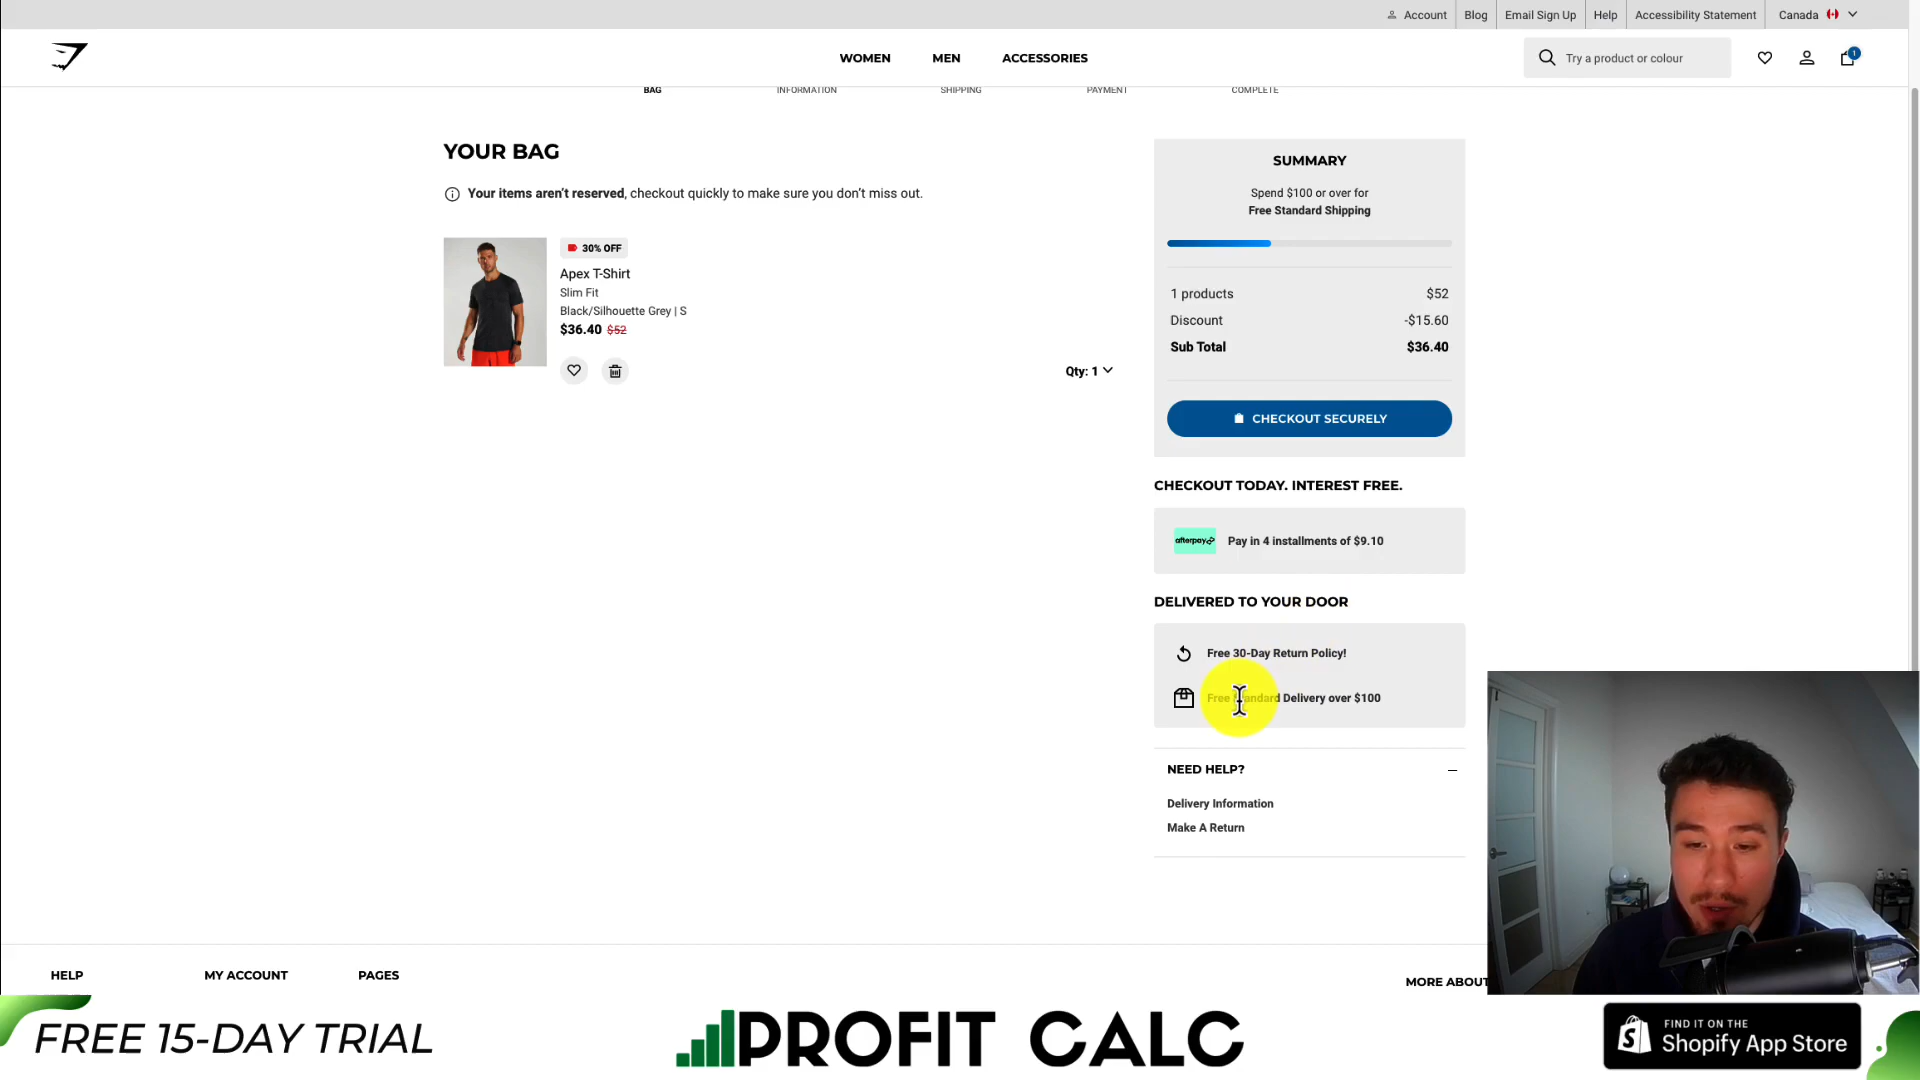 Account
Blog
Email Sign Up
Help
Accessibility Statement
Canada
WOMEN
MEN
ACCESSORIES
Try a product or colour
1
BAG
INFORMATION
SHIPPING
PAYMENT
COMPLETE
YOUR BAG
Your items aren't reserved, checkout quickly to make sure you don't miss out.
30% OFF
Apex T-Shirt
Slim Fit
Black/Silhouette Grey | S
$36.40 $52
Qty: 1
SUMMARY
Spend $100 or over for
Free Standard Shipping
1 products $52
Discount -$15.60
Sub Total $36.40
CHECKOUT SECURELY
CHECKOUT TODAY. INTEREST FREE.
afterpay Pay in 4 installments of $9.10
DELIVERED TO YOUR DOOR
Free 30-Day Return Policy!
Free Standard Delivery over $100
NEED HELP?
Delivery Information
Make A Return
HELP
MY ACCOUNT
PAGES
MORE ABOUT
FREE 15-DAY TRIAL
PROFIT CALC
FIND IT ON THE
Shopify App Store